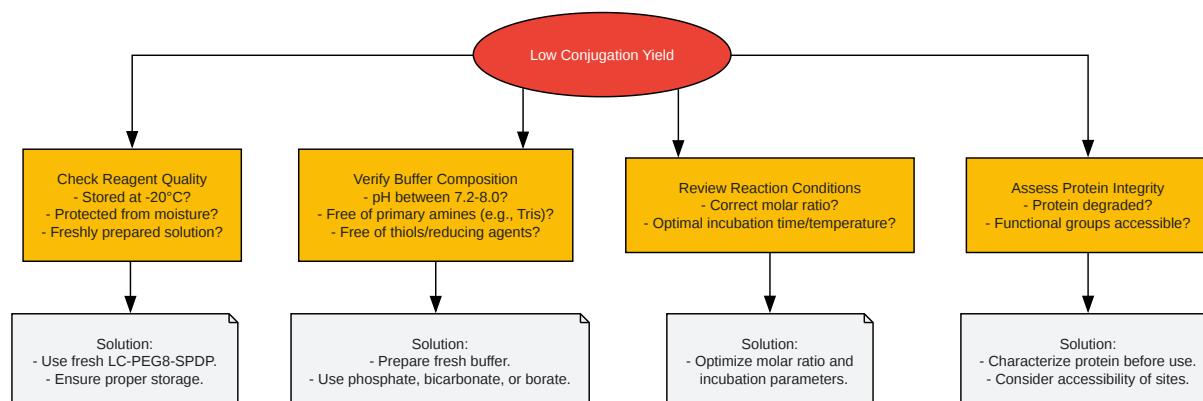 Low Conjugation Yield
Check Reagent Quality
- Stored at -20°C?
- Protected from moisture?
- Freshly prepared solution?
Verify Buffer Composition
- pH between 7.2-8.0?
- Free of primary amines (e.g., Tris)?
- Free of thiols/reducing agents?
Review Reaction Conditions
- Correct molar ratio?
- Optimal incubation time/temperature?
Assess Protein Integrity
- Protein degraded?
- Functional groups accessible?
Solution:
- Use fresh LC-PEG8-SPDP.
- Ensure proper storage.
Solution:
- Prepare fresh buffer.
- Use phosphate, bicarbonate, or borate.
Solution:
- Optimize molar ratio and
incubation parameters.
Solution:
- Characterize protein before use.
- Consider accessibility of sites.